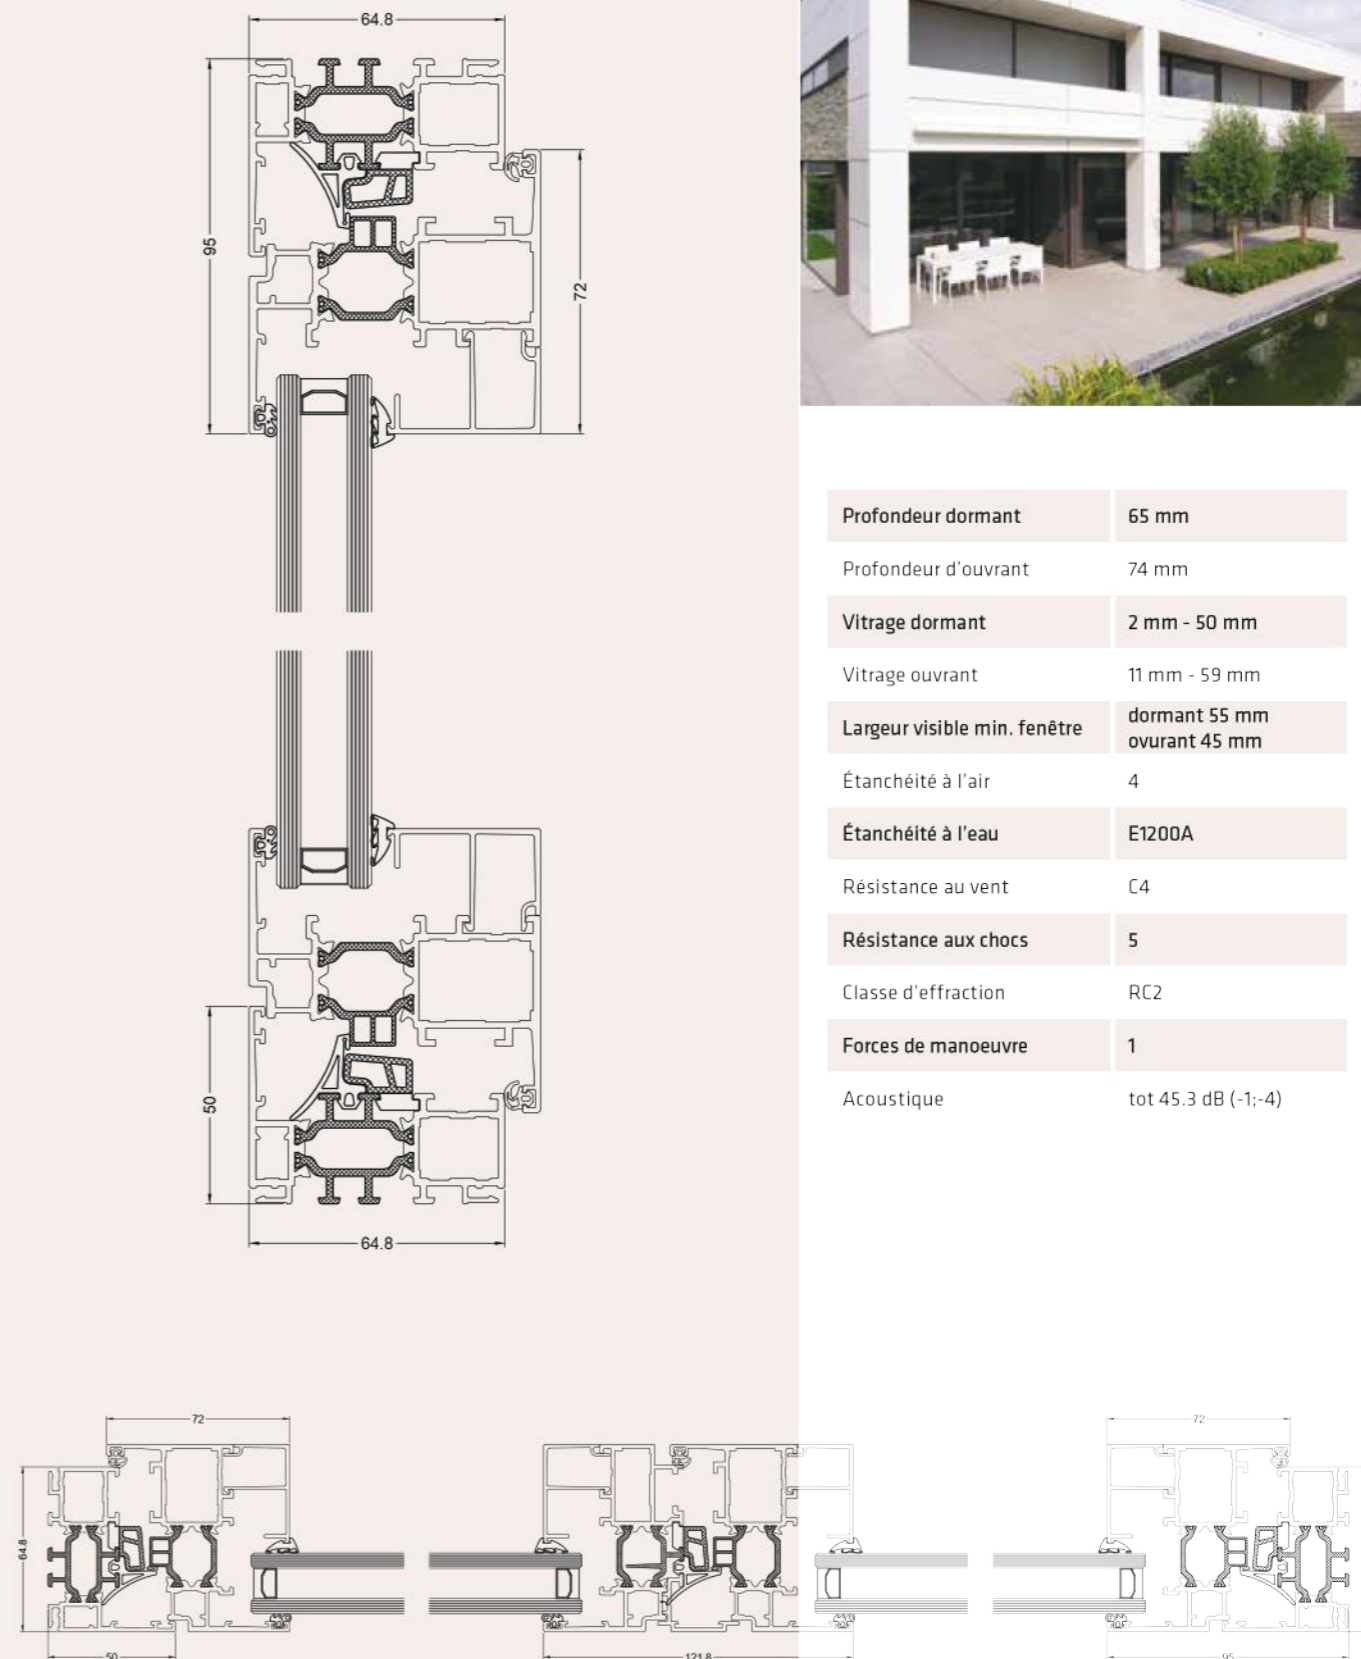 64.8
95
72
50
64.8
Profondeur dormant 65 mm
Profondeur d'ouvrant 74 mm
Vitrage dormant 2 mm - 50 mm
Vitrage ouvrant 11 mm - 59 mm
Largeur visible min. fenêtre dormant 55 mm
ovurant 45 mm
Étanchéité à l'air 4
Étanchéité à l'eau E1200A
Résistance au vent C4
Résistance aux chocs 5
Classe d'effraction RC2
Forces de manoeuvre 1
Acoustique tot 45.3 dB (-1;-4)
72
72
64.8
50
121.8
95